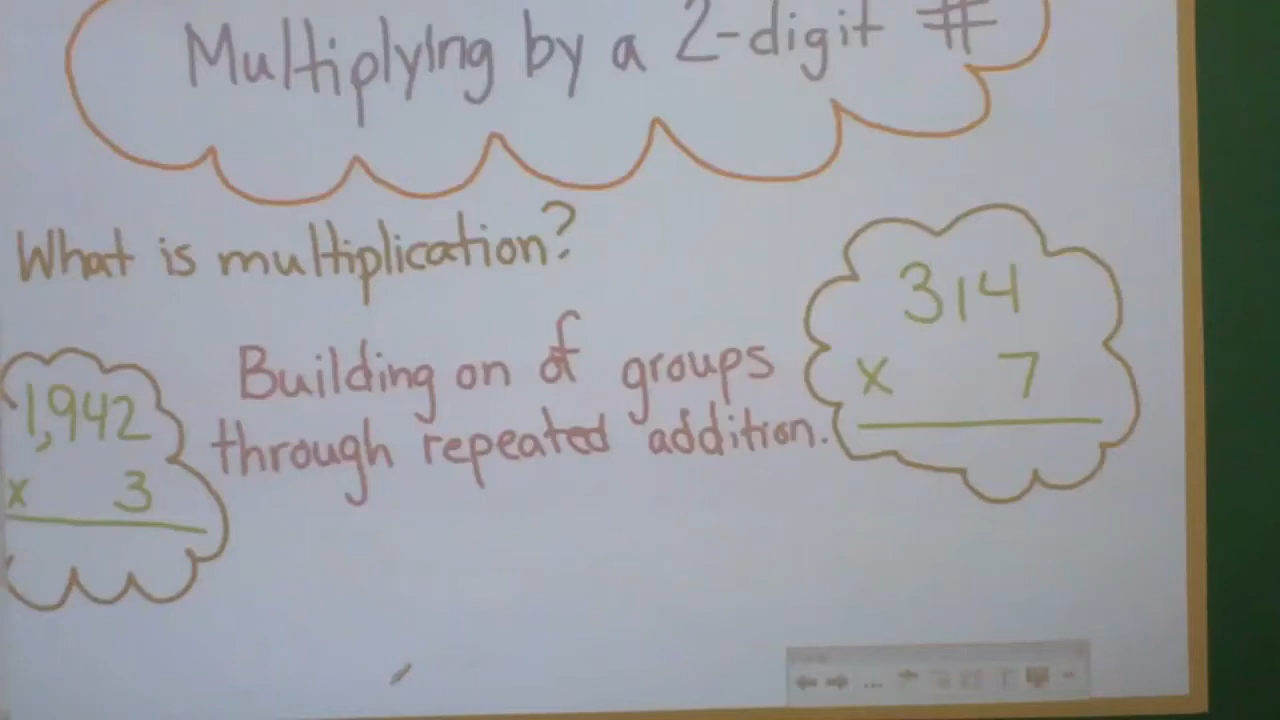 Multiplying by a 2-digit #
What is multiplication?
Building on of groups
through repeated addition.
1,942
x 3
314
x 7
...